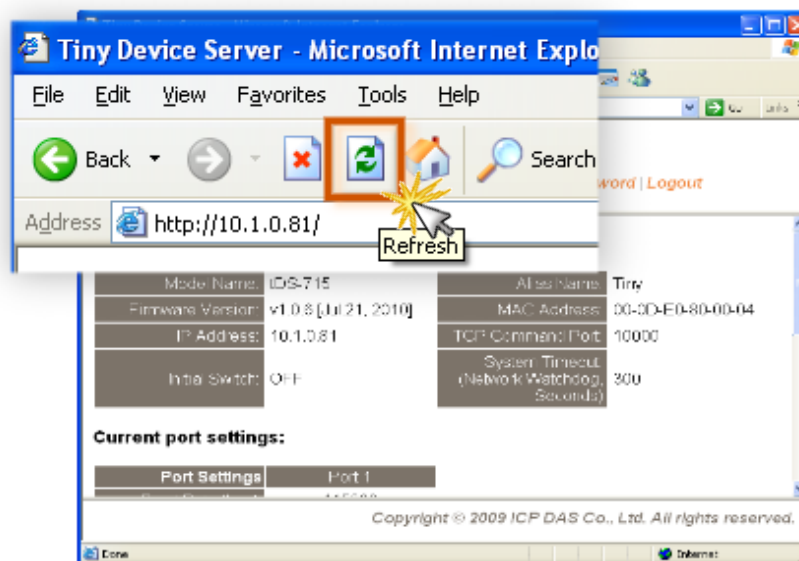 Tiny Device Server - Microsoft Internet Explo
File Edit View Favorites Tools Help
Back Search
word | Logout
Address http://10.1.0.81/
Refresh
Model Name: tDS-715 Alias Name: Tiny
Firmware Version: v1.0.6 [Jul 21, 2010] MAC Address: 00-0D-E0-80-00-04
IP Address: 10.1.0.81 TCP Command Port: 10000
Initial Switch: OFF
System Timeout
(Network Watchdog, 300
Seconds)
Current port settings:
Port Settings Port 1
Copyright © 2009 ICP DAS Co., Ltd. All rights reserved.
Done Internet